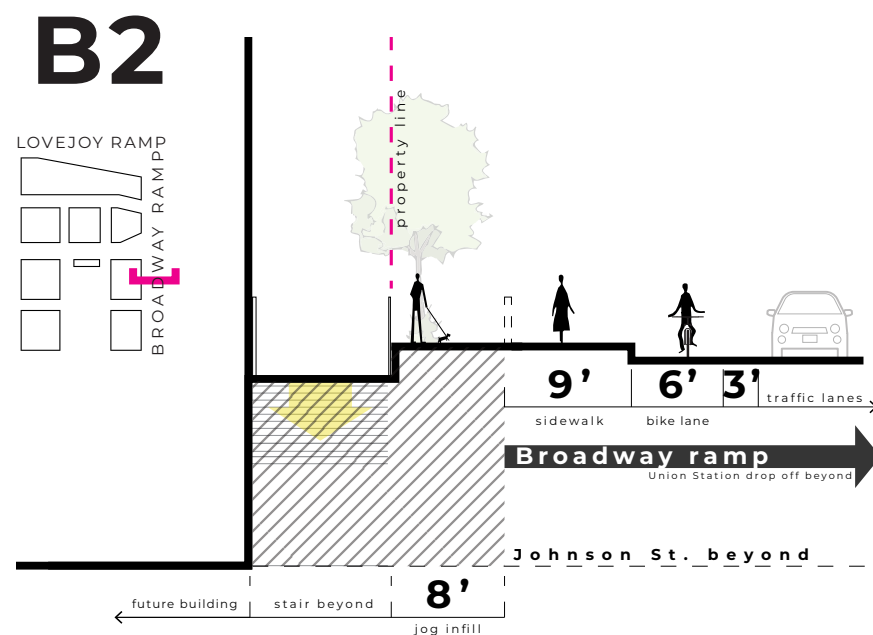 B2
LOVEJOY RAMP
BROADWAY RAMP
property line
9’
6’
3’
sidewalk
bike lane
traffic lanes
Broadway ramp
Union Station drop off beyond
Johnson St. beyond
future building
stair beyond
8’
jog infill